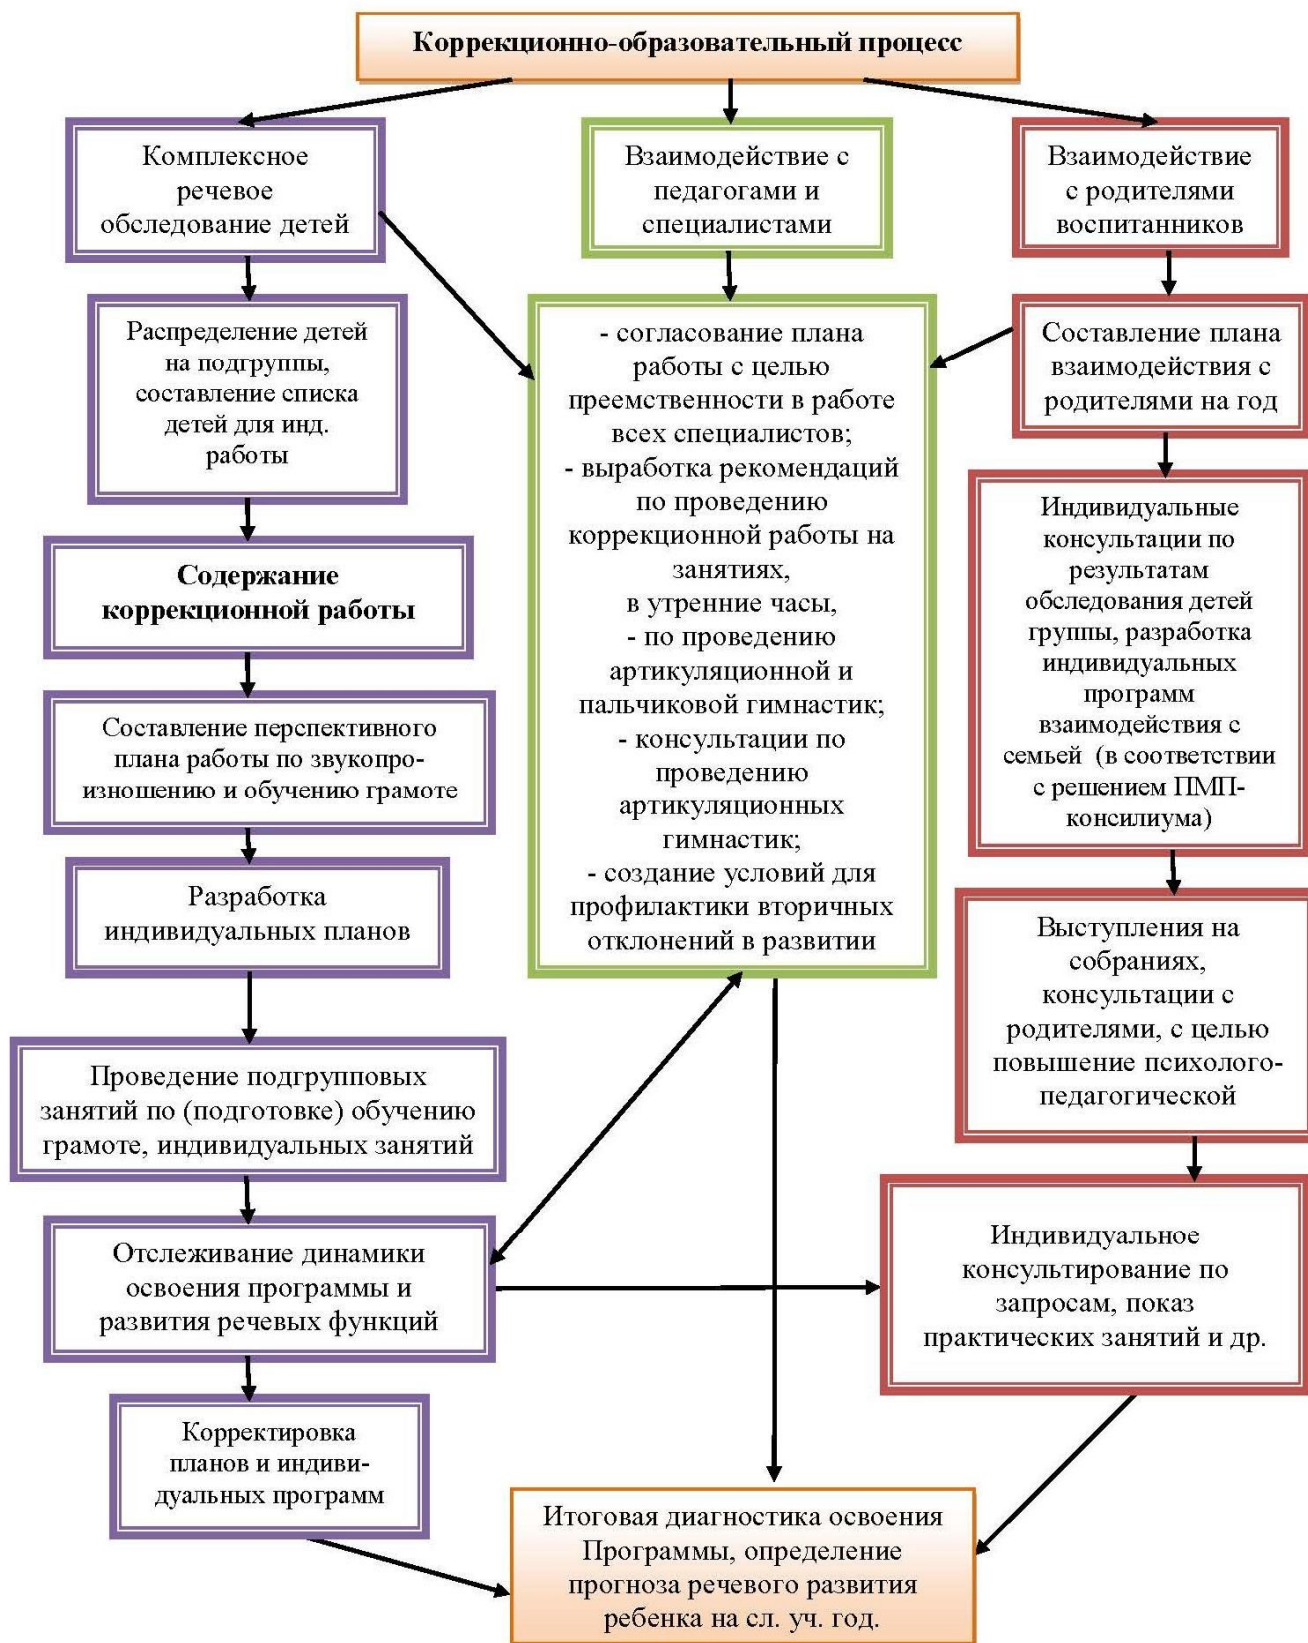 Коррекционно-образовательный процесс
Комплексное
речевое
обследование детей
Взаимодействие с
педагогами и
специалистами
Взаимодействие
с родителями
воспитанников
Распределение детей
на подгруппы,
составление списка
детей для инд.
работы
- согласование плана
работы с целью
преемственности в работе
всех специалистов;
- выработка рекомендаций
по проведению
коррекционной работы на
занятиях,
в утренние часы,
- по проведению
артикуляционной и
пальчиковой гимнастик;
- консультации по
проведению
артикуляционных
гимнастик;
- создание условий для
профилактики вторичных
отклонений в развитии
Составление плана
взаимодействия с
родителями на год
Содержание
коррекционной работы
Индивидуальные
консультации по
результатам
обследования детей
группы, разработка
индивидуальных
программ
взаимодействия с
семьей (в соответствии
с решением ПМП-
консилиума)
Составление перспективного
плана работы по звукопро-
изношению и обучению грамоте
Разработка
индивидуальных планов
Выступления на
собраниях,
консультации с
родителями, с целью
повышение психолого-
педагогической
Проведение подгрупповых
занятий по (подготовке) обучению
грамоте, индивидуальных занятий
Отслеживание динамики
освоения программы и
развития речевых функций
Индивидуальное
консультирование по
запросам, показ
практических занятий и др.
Корректировка
планов и индиви-
дуальных программ
Итоговая диагностика освоения
Программы, определение
прогноза речевого развития
ребенка на сл. уч. год.